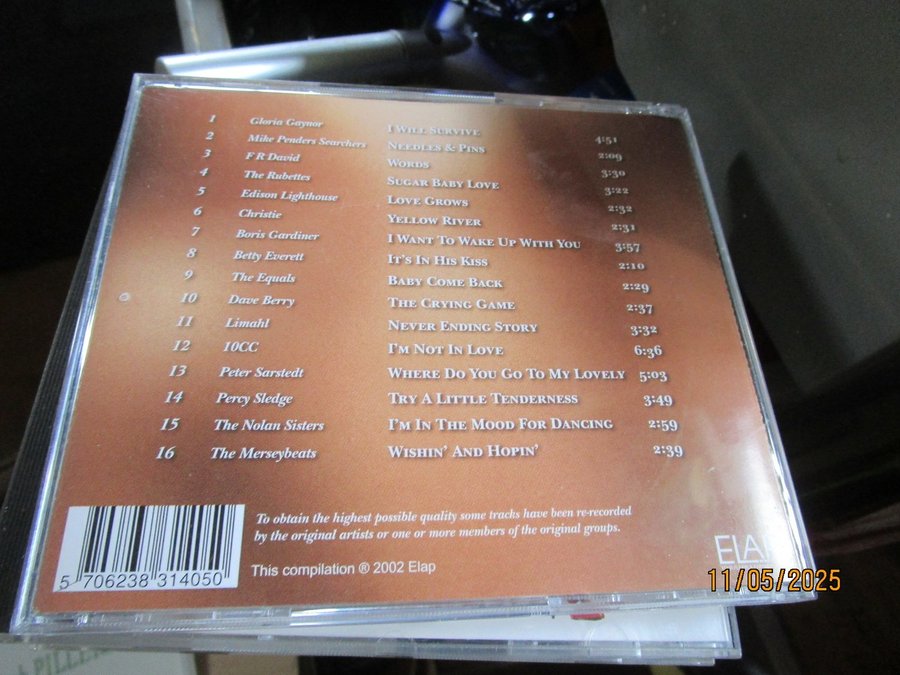 1 Gloria Gaynor I WILL SURVIVE 4:51
2 Mike Penders Searchers NEEDLES & PINS 2:09
3 F R David WORDS 3:30
4 The Rubettes SUGAR BABY LOVE 3:22
5 Edison Lighthouse LOVE GROWS 2:32
6 Christie YELLOW RIVER 2:31
7 Boris Gardiner I WANT TO WAKE UP WITH YOU 3:57
8 Betty Everett IT'S IN HIS KISS 2:10
9 The Equals BABY COME BACK 2:29
10 Dave Berry THE CRYING GAME 2:37
11 Limahl NEVER ENDING STORY 3:32
12 10CC I'M NOT IN LOVE 6:36
13 Peter Sarstedt WHERE DO YOU GO TO MY LOVELY 5:03
14 Percy Sledge TRY A LITTLE TENDERNESS 3:49
15 The Nolan Sisters I'M IN THE MOOD FOR DANCING 2:59
16 The Merseybeats WISHIN' AND HOPIN' 2:39
To obtain the highest possible quality some tracks have been re-recorded
by the original artists or one or more members of the original groups.
5 706238 314050
This compilation ® 2002 Elap
ELAP
11/05/2025